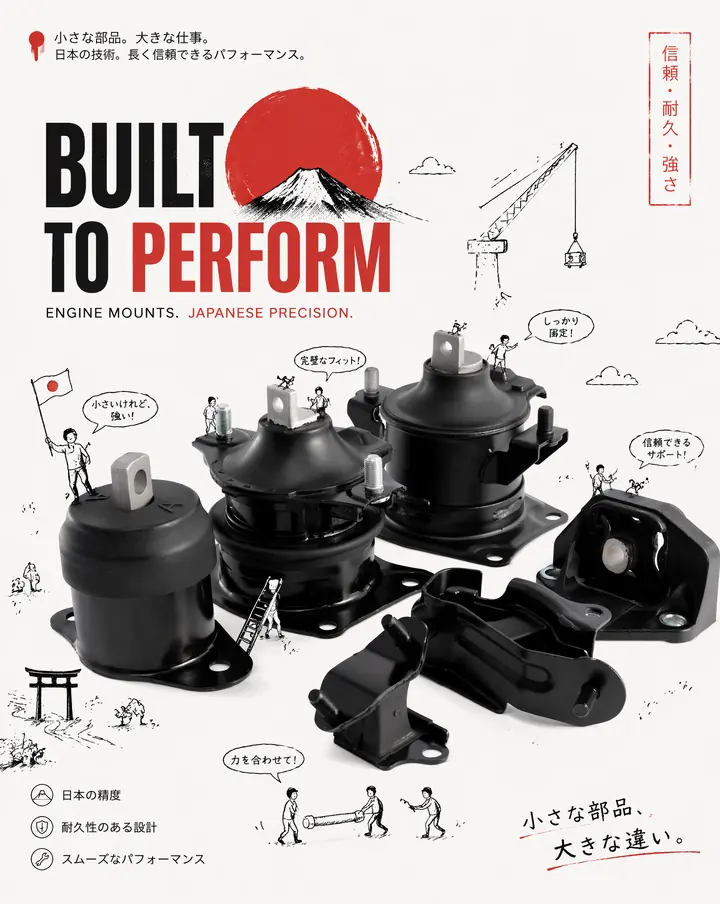 小さな部品。大きな仕事。
日本の技術。長く信頼できるパフォーマンス。
信頼・耐久・強さ
BUILT
TO PERFORM
ENGINE MOUNTS. JAPANESE PRECISION.
しっかり
固定!
完璧なフィット!
小さいけれど、
強い!
信頼できる
サポート!
力を合わせて!
日本の精度
耐久性のある設計
スムーズなパフォーマンス
小さな部品、
大きな違い。